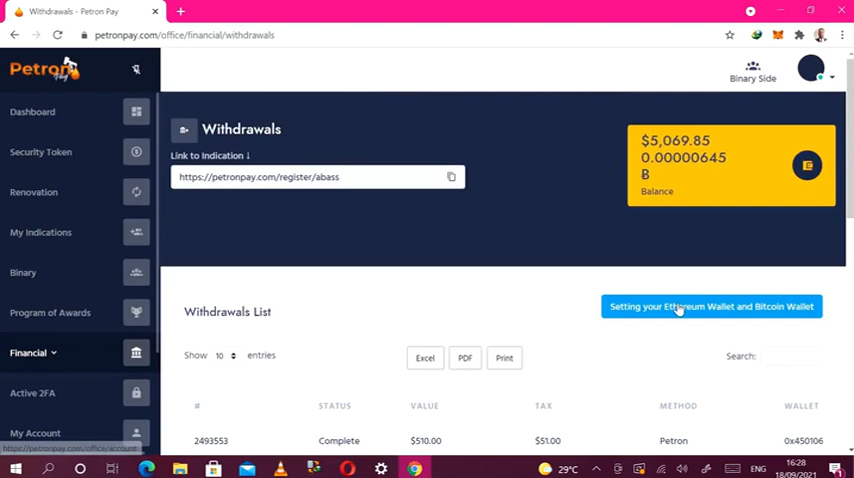 Withdrawals - Petron Pay
petronpay.com/office/financial/withdrawals
Petron
Pay
Binary Side
Dashboard
Security Token
Renovation
My Indications
Binary
Program of Awards
Financial
Active 2FA
My Account
https://petronpay.com/office/account
Withdrawals
Link to Indication ↓
https://petronpay.com/register/abass
$5,069.85
0.00000645
₿
Balance
Withdrawals List
Setting your Ethereum Wallet and Bitcoin Wallet
Show 10 entries
Excel PDF Print
Search:
# STATUS VALUE TAX METHOD WALLET
2493553 Complete $510.00 $51.00 Petron 0x450106
29°C ENG 16:28
18/09/2021